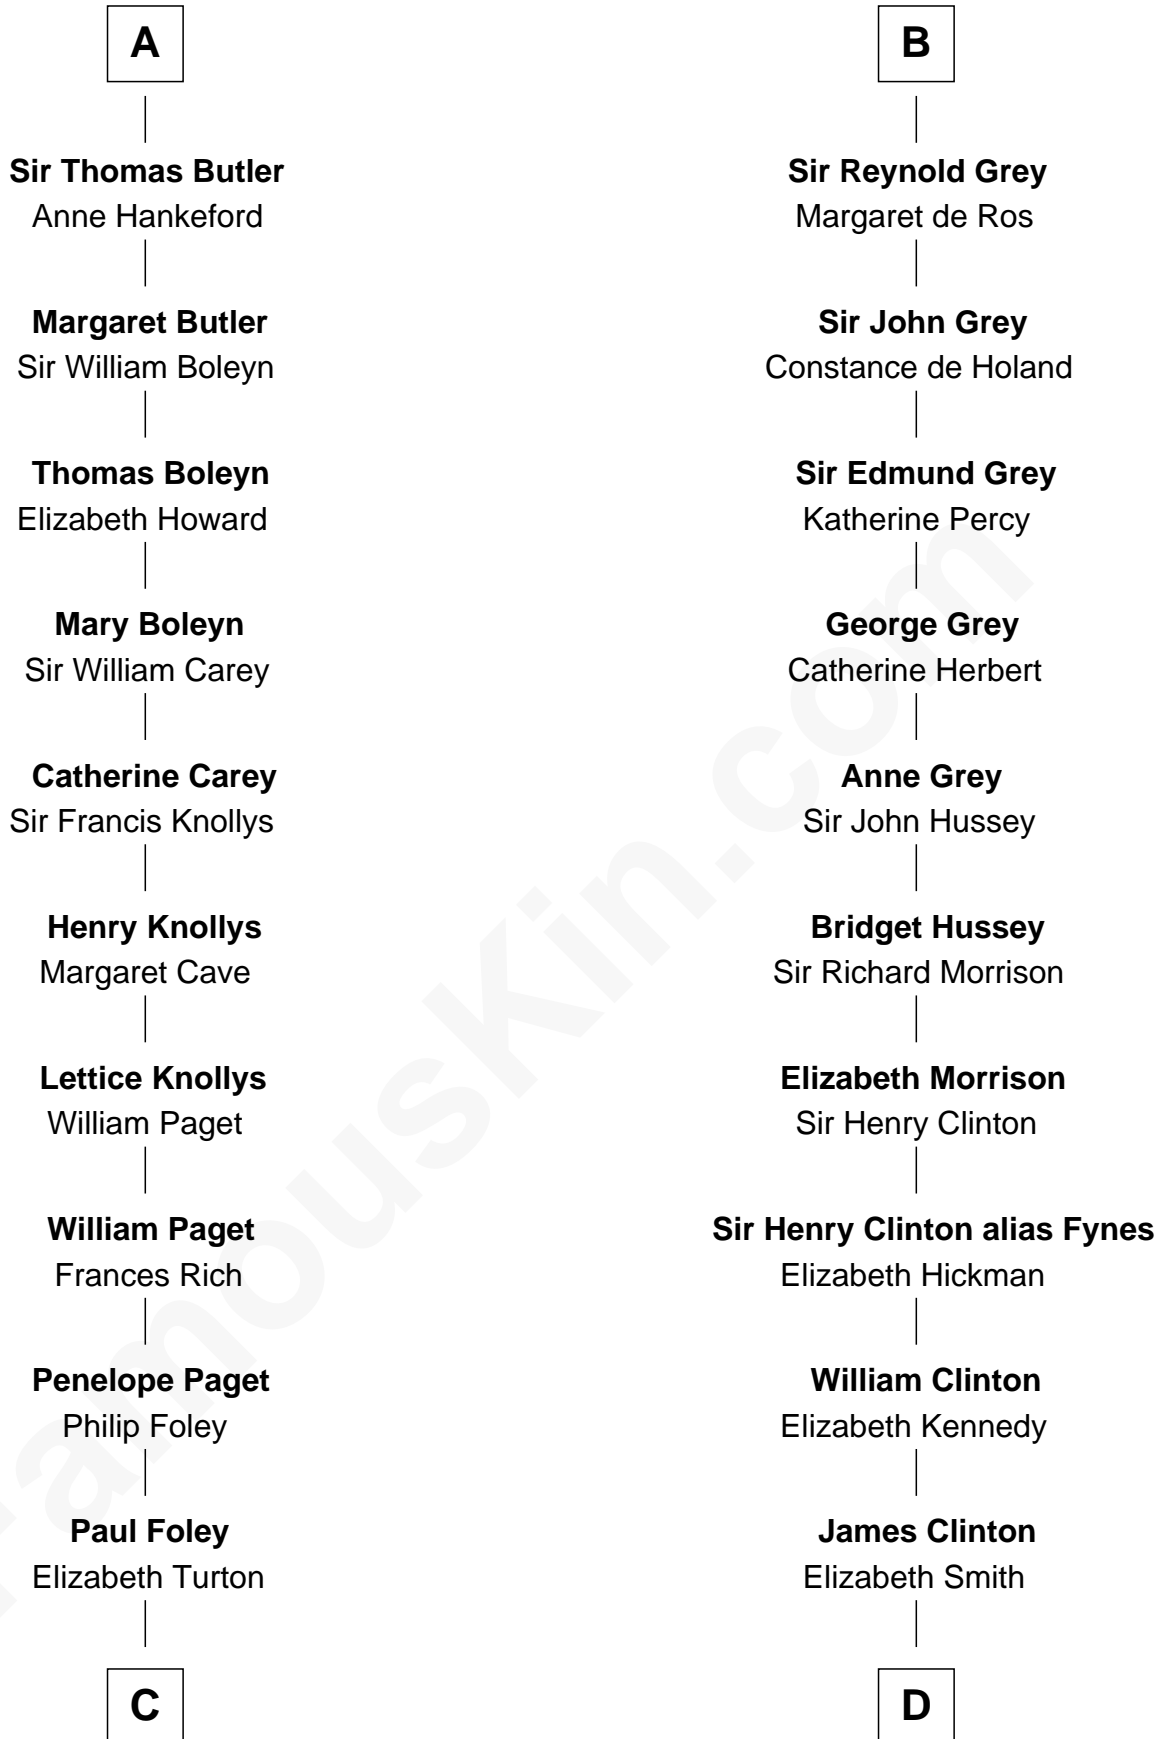 A
Sir Thomas Butler
Anne Hankeford
Margaret Butler
Sir William Boleyn
Thomas Boleyn
Elizabeth Howard
Mary Boleyn
Sir William Carey
Catherine Carey
Sir Francis Knollys
Henry Knollys
Margaret Cave
Lettice Knollys
William Paget
William Paget
Frances Rich
Penelope Paget
Philip Foley
Paul Foley
Elizabeth Turton
C
B
Sir Reynold Grey
Margaret de Ros
Sir John Grey
Constance de Holand
Sir Edmund Grey
Katherine Percy
George Grey
Catherine Herbert
Anne Grey
Sir John Hussey
Bridget Hussey
Sir Richard Morrison
Elizabeth Morrison
Sir Henry Clinton
Sir Henry Clinton alias Fynes
Elizabeth Hickman
William Clinton
Elizabeth Kennedy
James Clinton
Elizabeth Smith
D
FamousKin.com